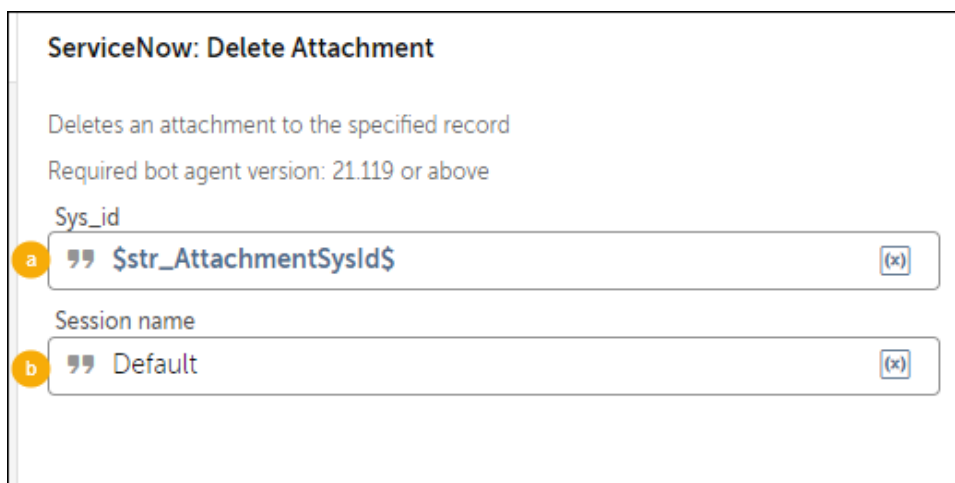 ServiceNow: Delete Attachment
Deletes an attachment to the specified record
Required bot agent version: 21.119 or above
Sys_id
a ❞ $str_AttachmentSysId$ (x)
Session name
b ❞ Default (x)